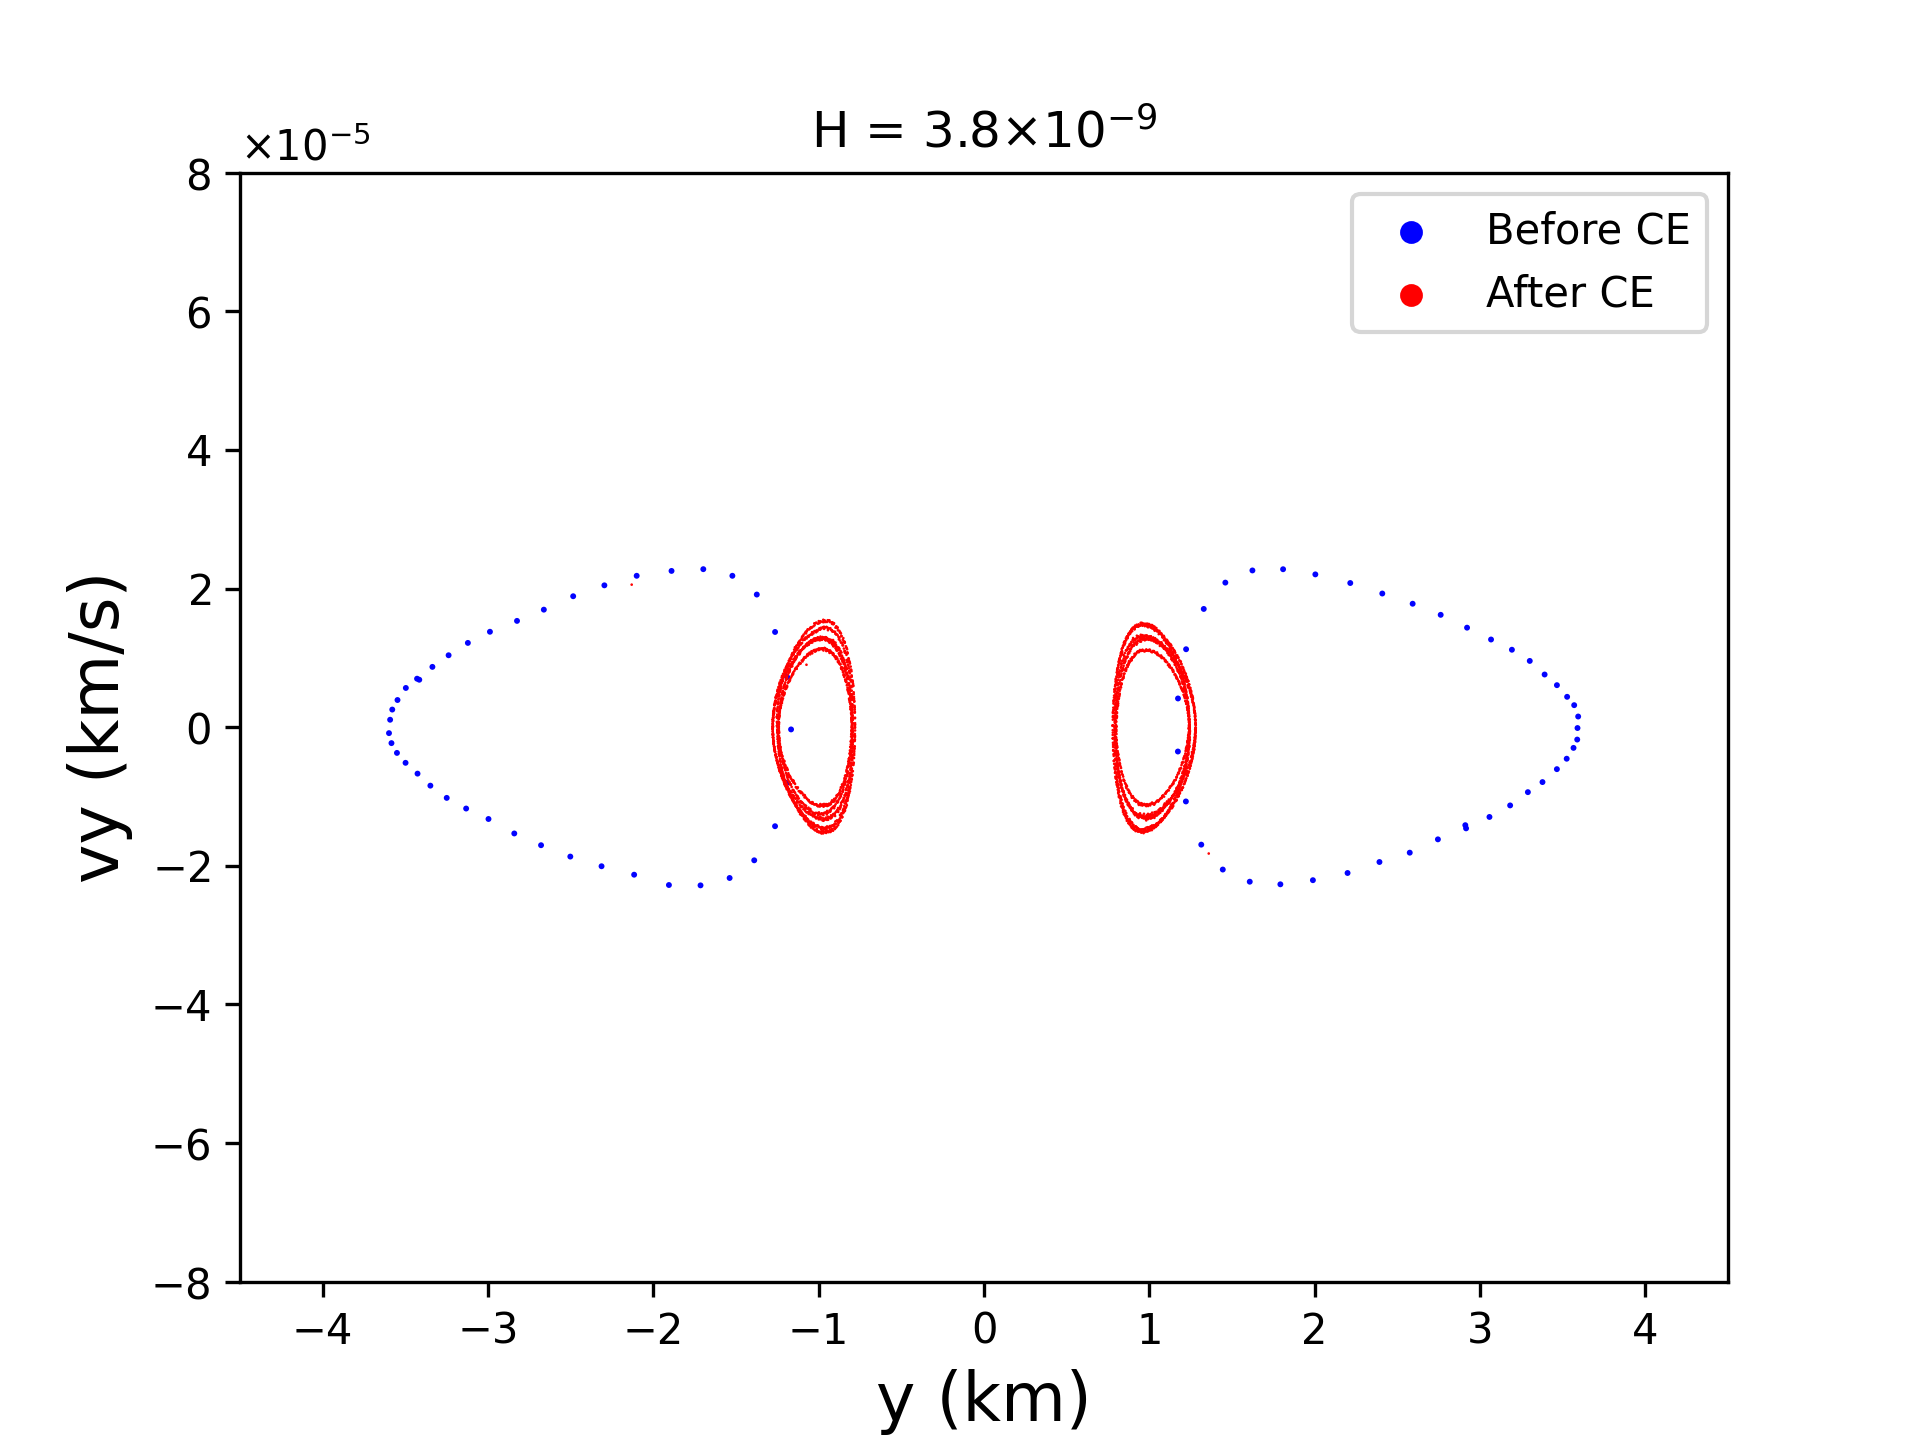 H = 3.8×10⁻⁹
×10⁻⁵
Before CE
After CE
8
6
4
2
0
−2
−4
−6
−8
vy (km/s)
−4 −3 −2 −1 0 1 2 3 4
y (km)